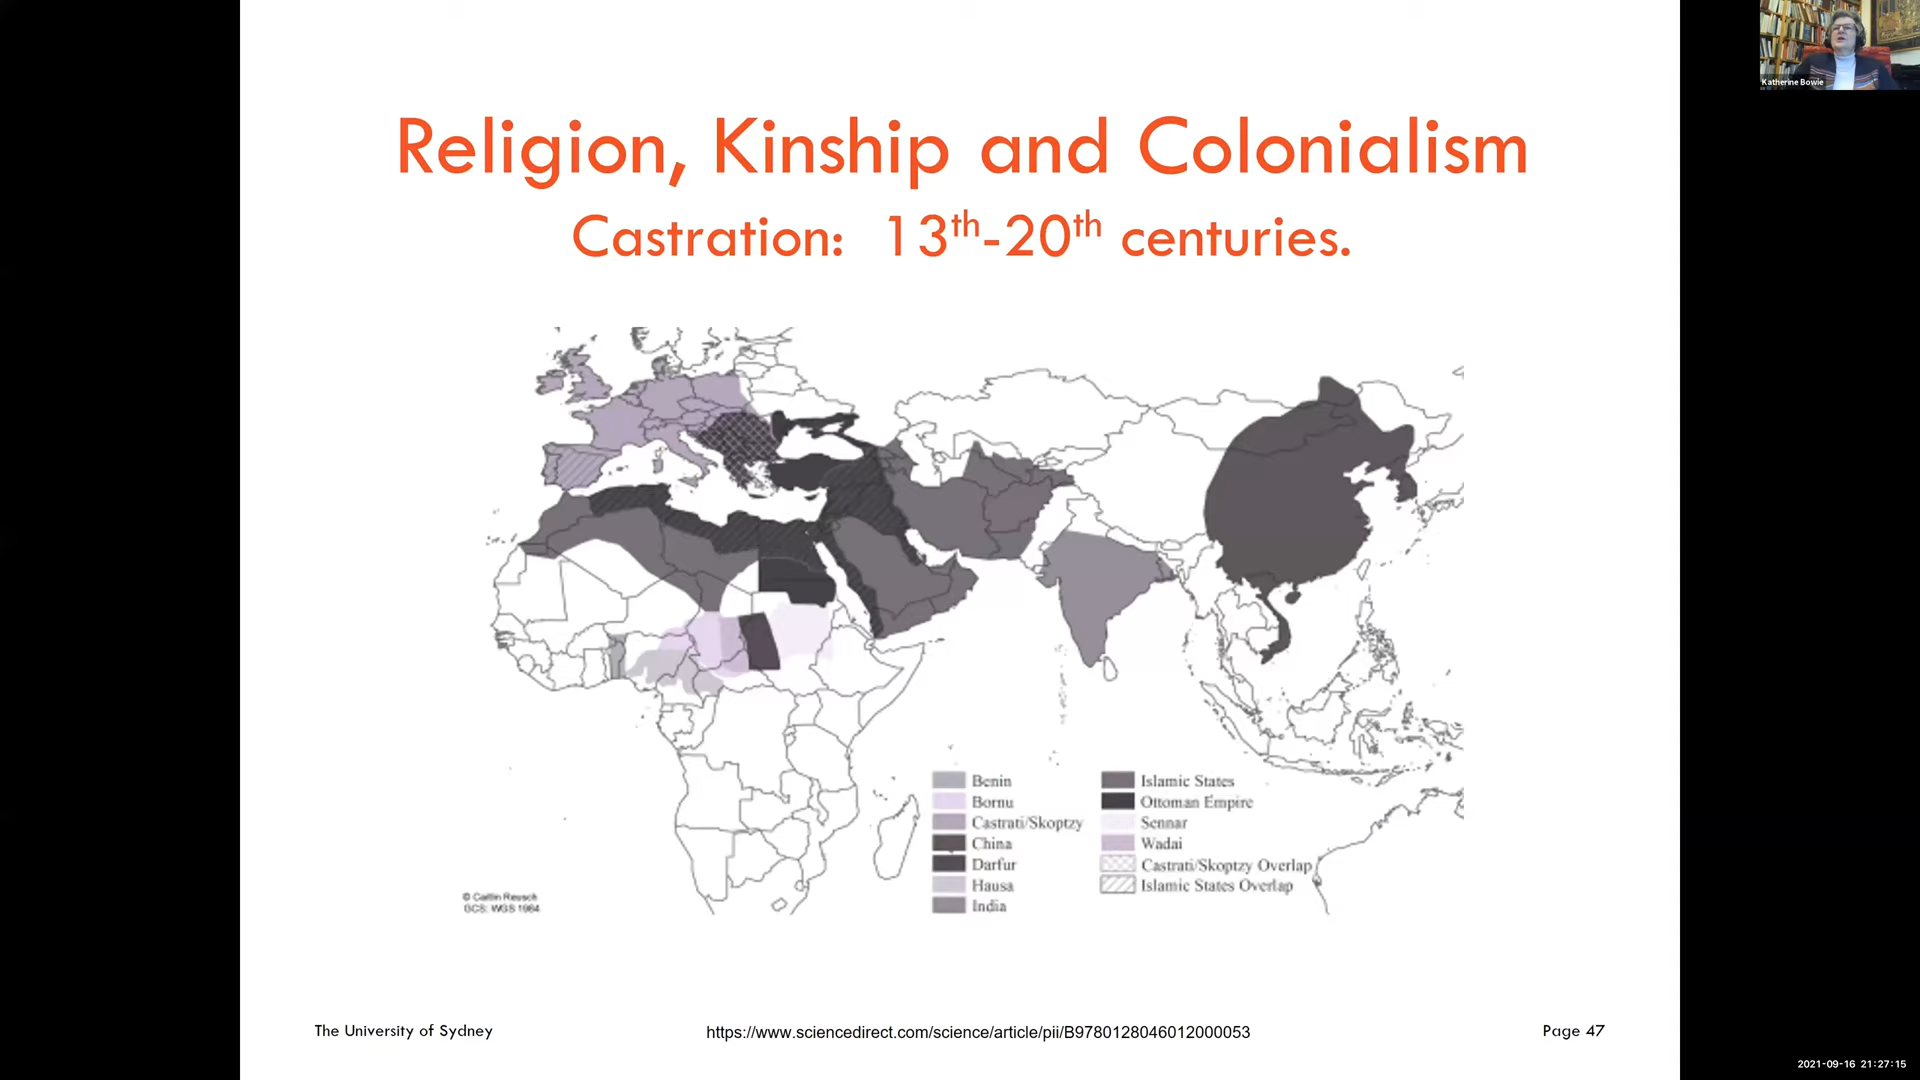 Katherine Bowie
Religion, Kinship and Colonialism
Castration: 13th-20th centuries.
Benin
Bornu
Castrati/Skoptzy
China
Darfur
Hausa
India
Islamic States
Ottoman Empire
Sennar
Wadai
Castrati/Skoptzy Overlap
Islamic States Overlap
© Caitlin Reusch
GCS: WGS 1984
The University of Sydney
https://www.sciencedirect.com/science/article/pii/B9780128046012000053
Page 47
2021-09-16 21:27:15